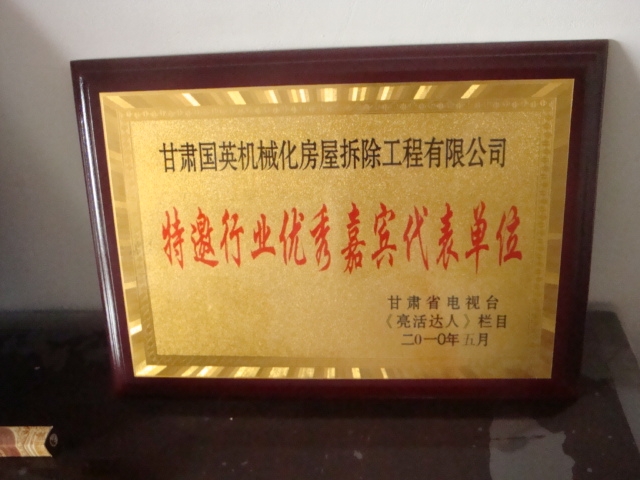 甘肃国英机械化房屋拆除工程有限公司
特邀行业优秀嘉宾代表单位
甘肃省电视台
《亮活达人》栏目
二0一0年五月